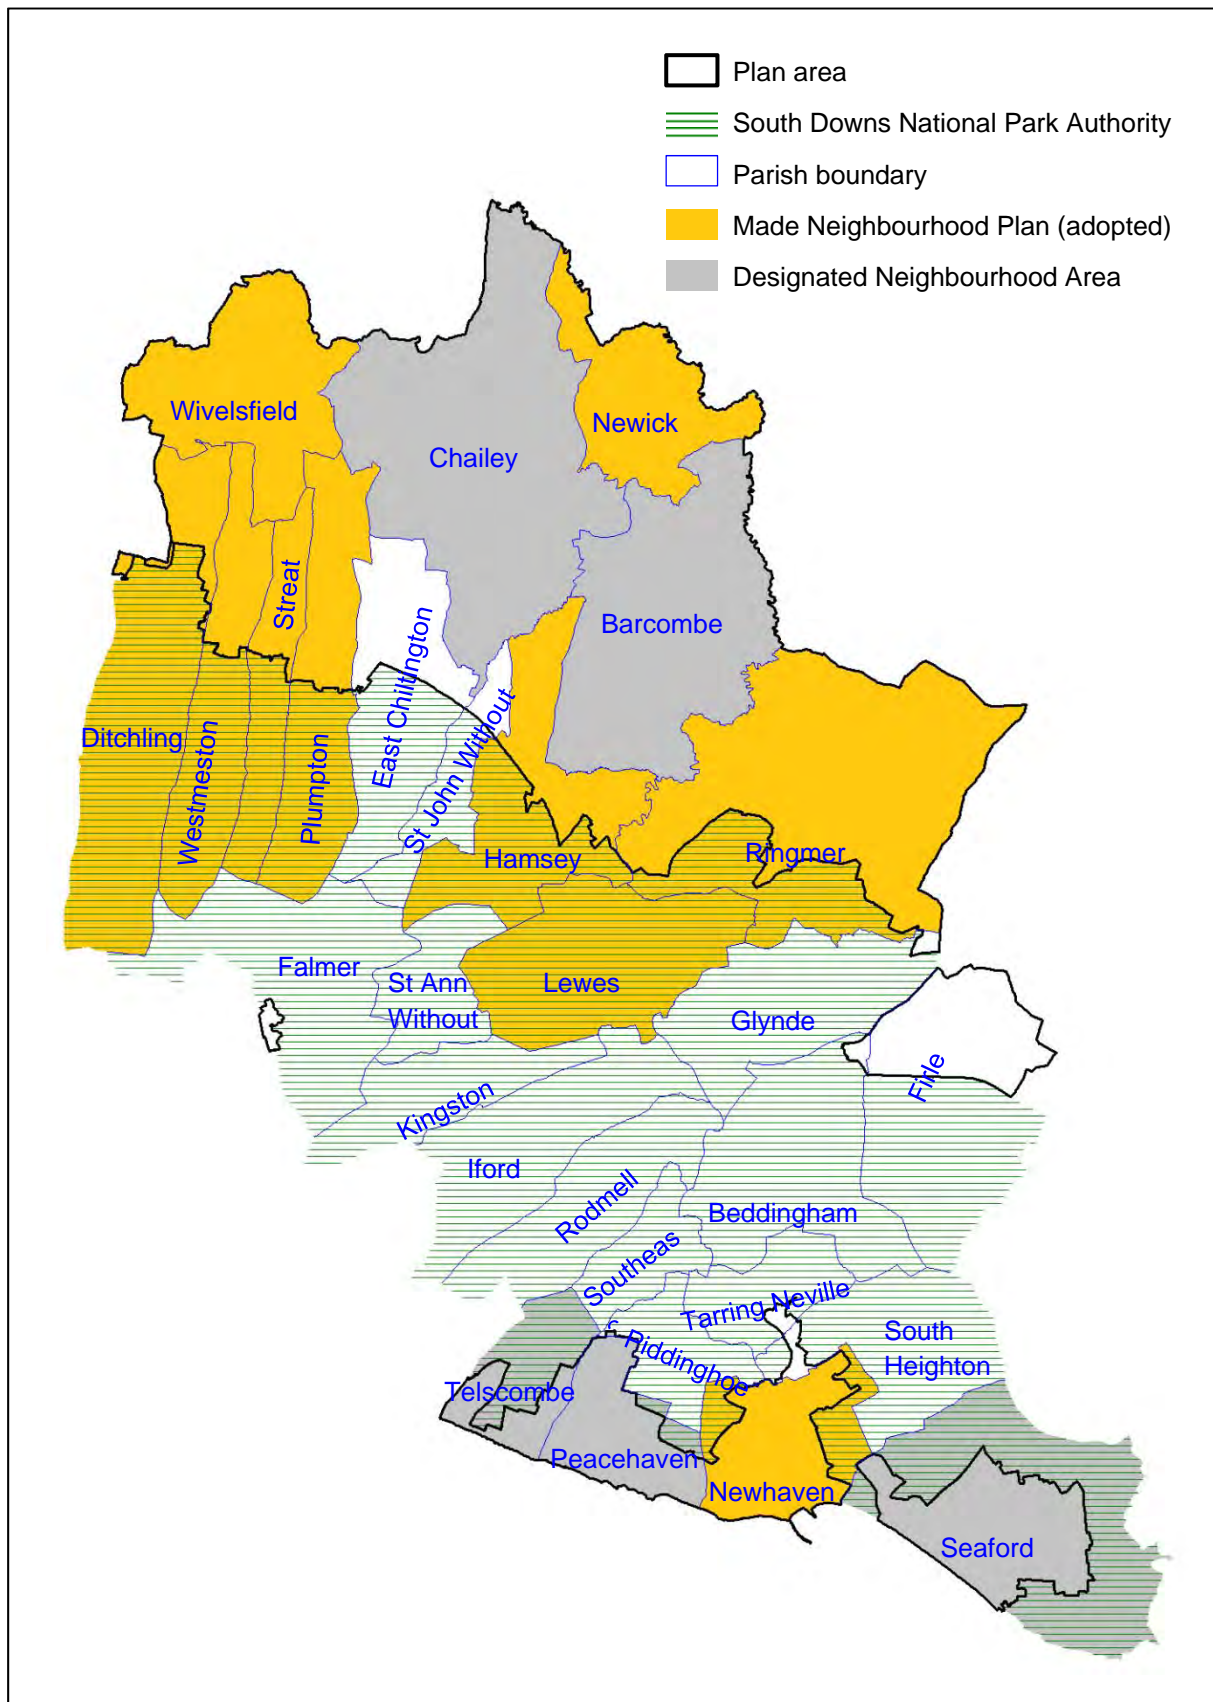 Plan area
South Downs National Park Authority
Parish boundary
Made Neighbourhood Plan (adopted)
Designated Neighbourhood Area
Wivelsfield
Newick
Chailey
Streat
Barcombe
East Chiltington
St John Without
Ditchling
Westmeston
Plumpton
Hamsey
Ringmer
Falmer
St Ann
Without
Lewes
Glynde
Firle
Kingston
Iford
Rodmell
Beddingham
Southeas
Tarring Neville
South
Heighton
Piddinghoe
Telscombe
Peacehaven
Newhaven
Seaford